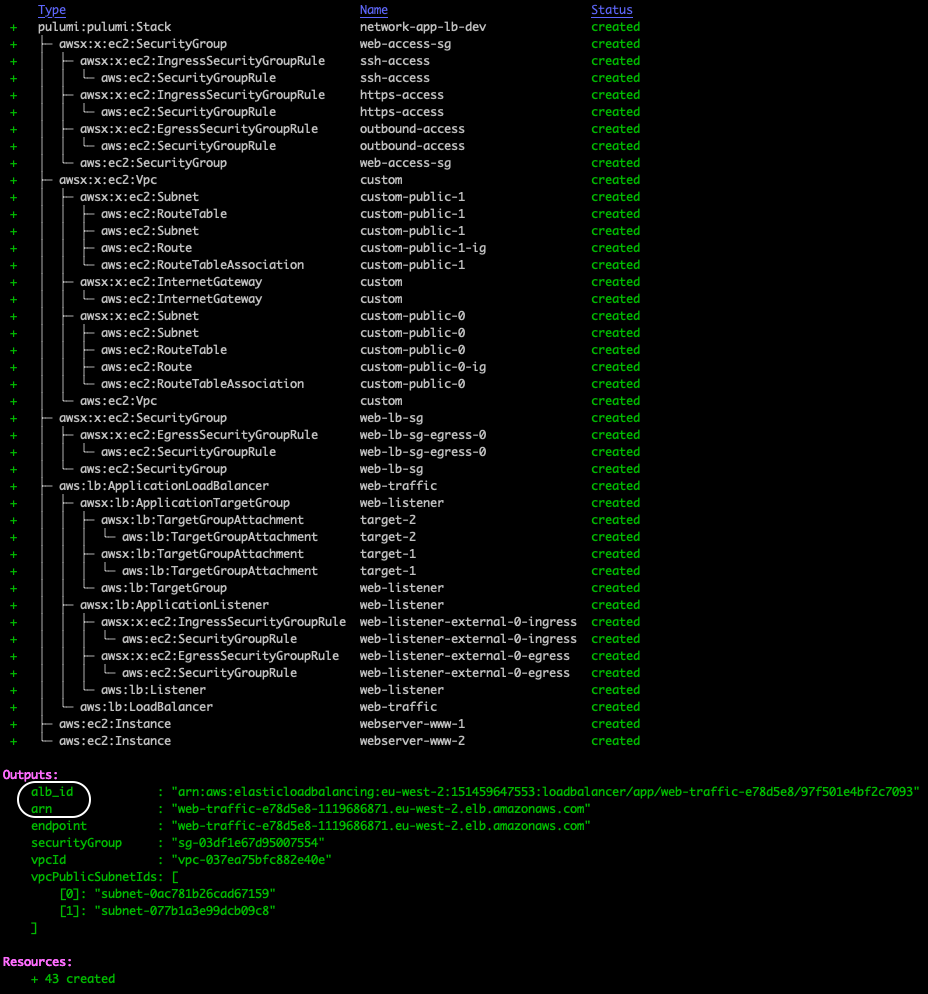 Type Name Status
+ pulumi:pulumi:Stack network-app-lb-dev created
+ ├─ awsx:x:ec2:SecurityGroup web-access-sg created
+ │  ├─ awsx:x:ec2:IngressSecurityGroupRule ssh-access created
+ │  │  └─ aws:ec2:SecurityGroupRule ssh-access created
+ │  ├─ awsx:x:ec2:IngressSecurityGroupRule https-access created
+ │  │  └─ aws:ec2:SecurityGroupRule https-access created
+ │  ├─ awsx:x:ec2:EgressSecurityGroupRule outbound-access created
+ │  │  └─ aws:ec2:SecurityGroupRule outbound-access created
+ │  └─ aws:ec2:SecurityGroup web-access-sg created
+ ├─ awsx:x:ec2:Vpc custom created
+ │  ├─ awsx:x:ec2:Subnet custom-public-1 created
+ │  │  ├─ aws:ec2:RouteTable custom-public-1 created
+ │  │  ├─ aws:ec2:Subnet custom-public-1 created
+ │  │  ├─ aws:ec2:Route custom-public-1-ig created
+ │  │  └─ aws:ec2:RouteTableAssociation custom-public-1 created
+ │  ├─ awsx:x:ec2:InternetGateway custom created
+ │  │  └─ aws:ec2:InternetGateway custom created
+ │  ├─ awsx:x:ec2:Subnet custom-public-0 created
+ │  │  ├─ aws:ec2:Subnet custom-public-0 created
+ │  │  ├─ aws:ec2:RouteTable custom-public-0 created
+ │  │  ├─ aws:ec2:Route custom-public-0-ig created
+ │  │  └─ aws:ec2:RouteTableAssociation custom-public-0 created
+ │  └─ aws:ec2:Vpc custom created
+ ├─ awsx:x:ec2:SecurityGroup web-lb-sg created
+ │  ├─ awsx:x:ec2:EgressSecurityGroupRule web-lb-sg-egress-0 created
+ │  │  └─ aws:ec2:SecurityGroupRule web-lb-sg-egress-0 created
+ │  └─ aws:ec2:SecurityGroup web-lb-sg created
+ ├─ aws:lb:ApplicationLoadBalancer web-traffic created
+ │  ├─ awsx:lb:ApplicationTargetGroup web-listener created
+ │  │  ├─ awsx:lb:TargetGroupAttachment target-2 created
+ │  │  │  └─ aws:lb:TargetGroupAttachment target-2 created
+ │  │  ├─ awsx:lb:TargetGroupAttachment target-1 created
+ │  │  │  └─ aws:lb:TargetGroupAttachment target-1 created
+ │  │  └─ aws:lb:TargetGroup web-listener created
+ │  ├─ awsx:lb:ApplicationListener web-listener created
+ │  │  ├─ awsx:x:ec2:IngressSecurityGroupRule web-listener-external-0-ingress created
+ │  │  │  └─ aws:ec2:SecurityGroupRule web-listener-external-0-ingress created
+ │  │  ├─ awsx:x:ec2:EgressSecurityGroupRule web-listener-external-0-egress created
+ │  │  │  └─ aws:ec2:SecurityGroupRule web-listener-external-0-egress created
+ │  │  └─ aws:lb:Listener web-listener created
+ │  └─ aws:lb:LoadBalancer web-traffic created
+ ├─ aws:ec2:Instance webserver-www-1 created
+ └─ aws:ec2:Instance webserver-www-2 created
Outputs:
alb_id : "arn:aws:elasticloadbalancing:eu-west-2:151459647553:loadbalancer/app/web-traffic-e78d5e8/97f501e4bf2c7093"
arn : "web-traffic-e78d5e8-1119686871.eu-west-2.elb.amazonaws.com"
endpoint : "web-traffic-e78d5e8-1119686871.eu-west-2.elb.amazonaws.com"
securityGroup : "sg-03df1e67d95007554"
vpcId : "vpc-037ea75bfc882e40e"
vpcPublicSubnetIds: [
[0]: "subnet-0ac781b26cad67159"
[1]: "subnet-077b1a3e99dcb09c8"
]
Resources:
+ 43 created